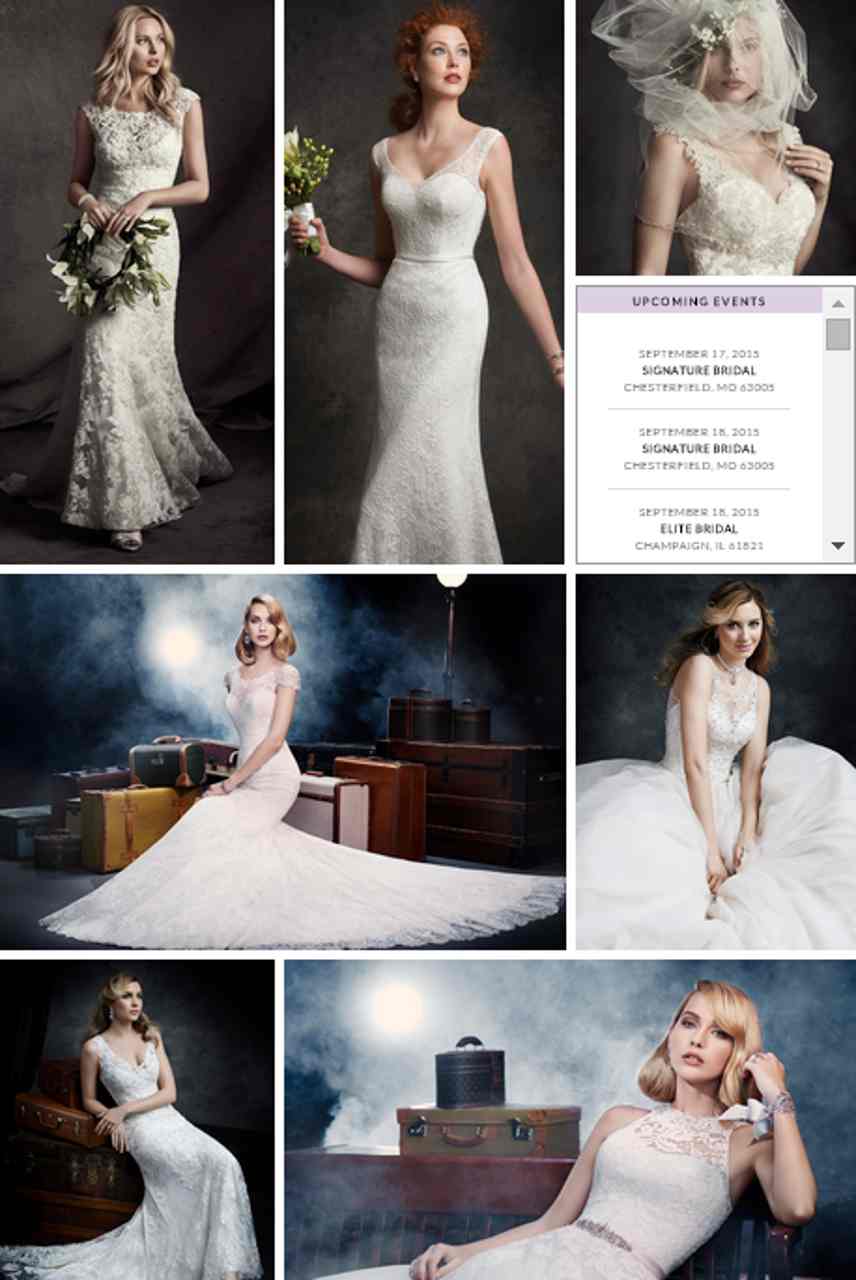 UPCOMING EVENTS
SEPTEMBER 17, 2015
SIGNATURE BRIDAL
CHESTERFIELD, MO 63005
SEPTEMBER 18, 2015
SIGNATURE BRIDAL
CHESTERFIELD, MO 63005
SEPTEMBER 18, 2015
ELITE BRIDAL
CHAMPAIGN, IL 61821